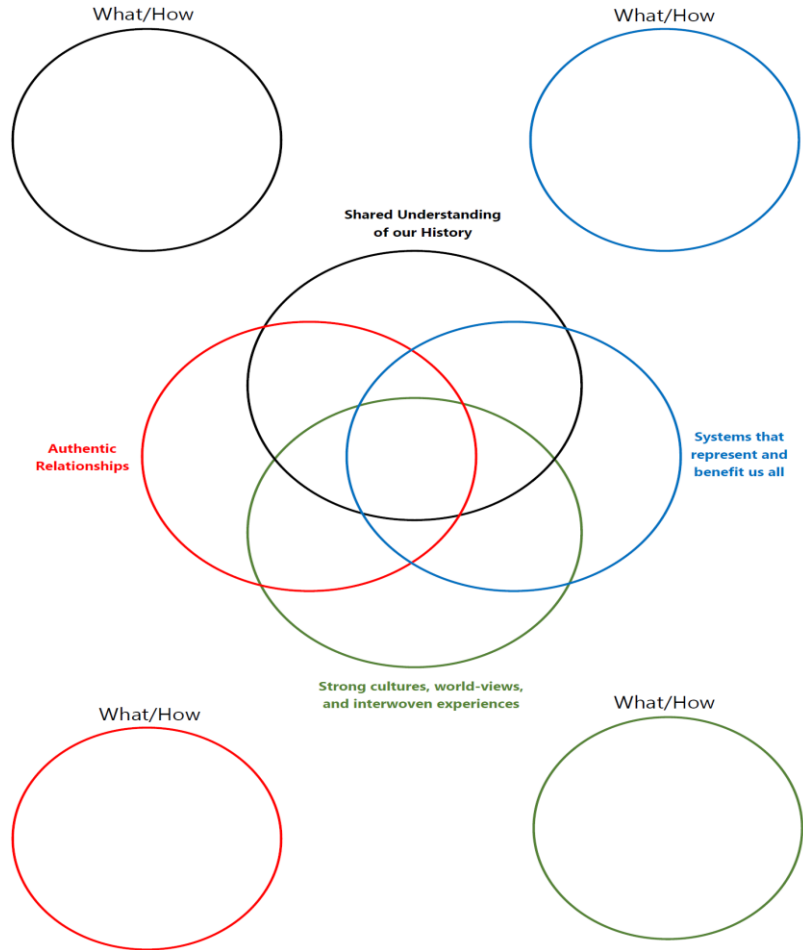 What/How
What/How
Shared Understanding
of our History
Authentic
Relationships
Systems that
represent and
benefit us all
Strong cultures, world-views,
and interwoven experiences
What/How
What/How